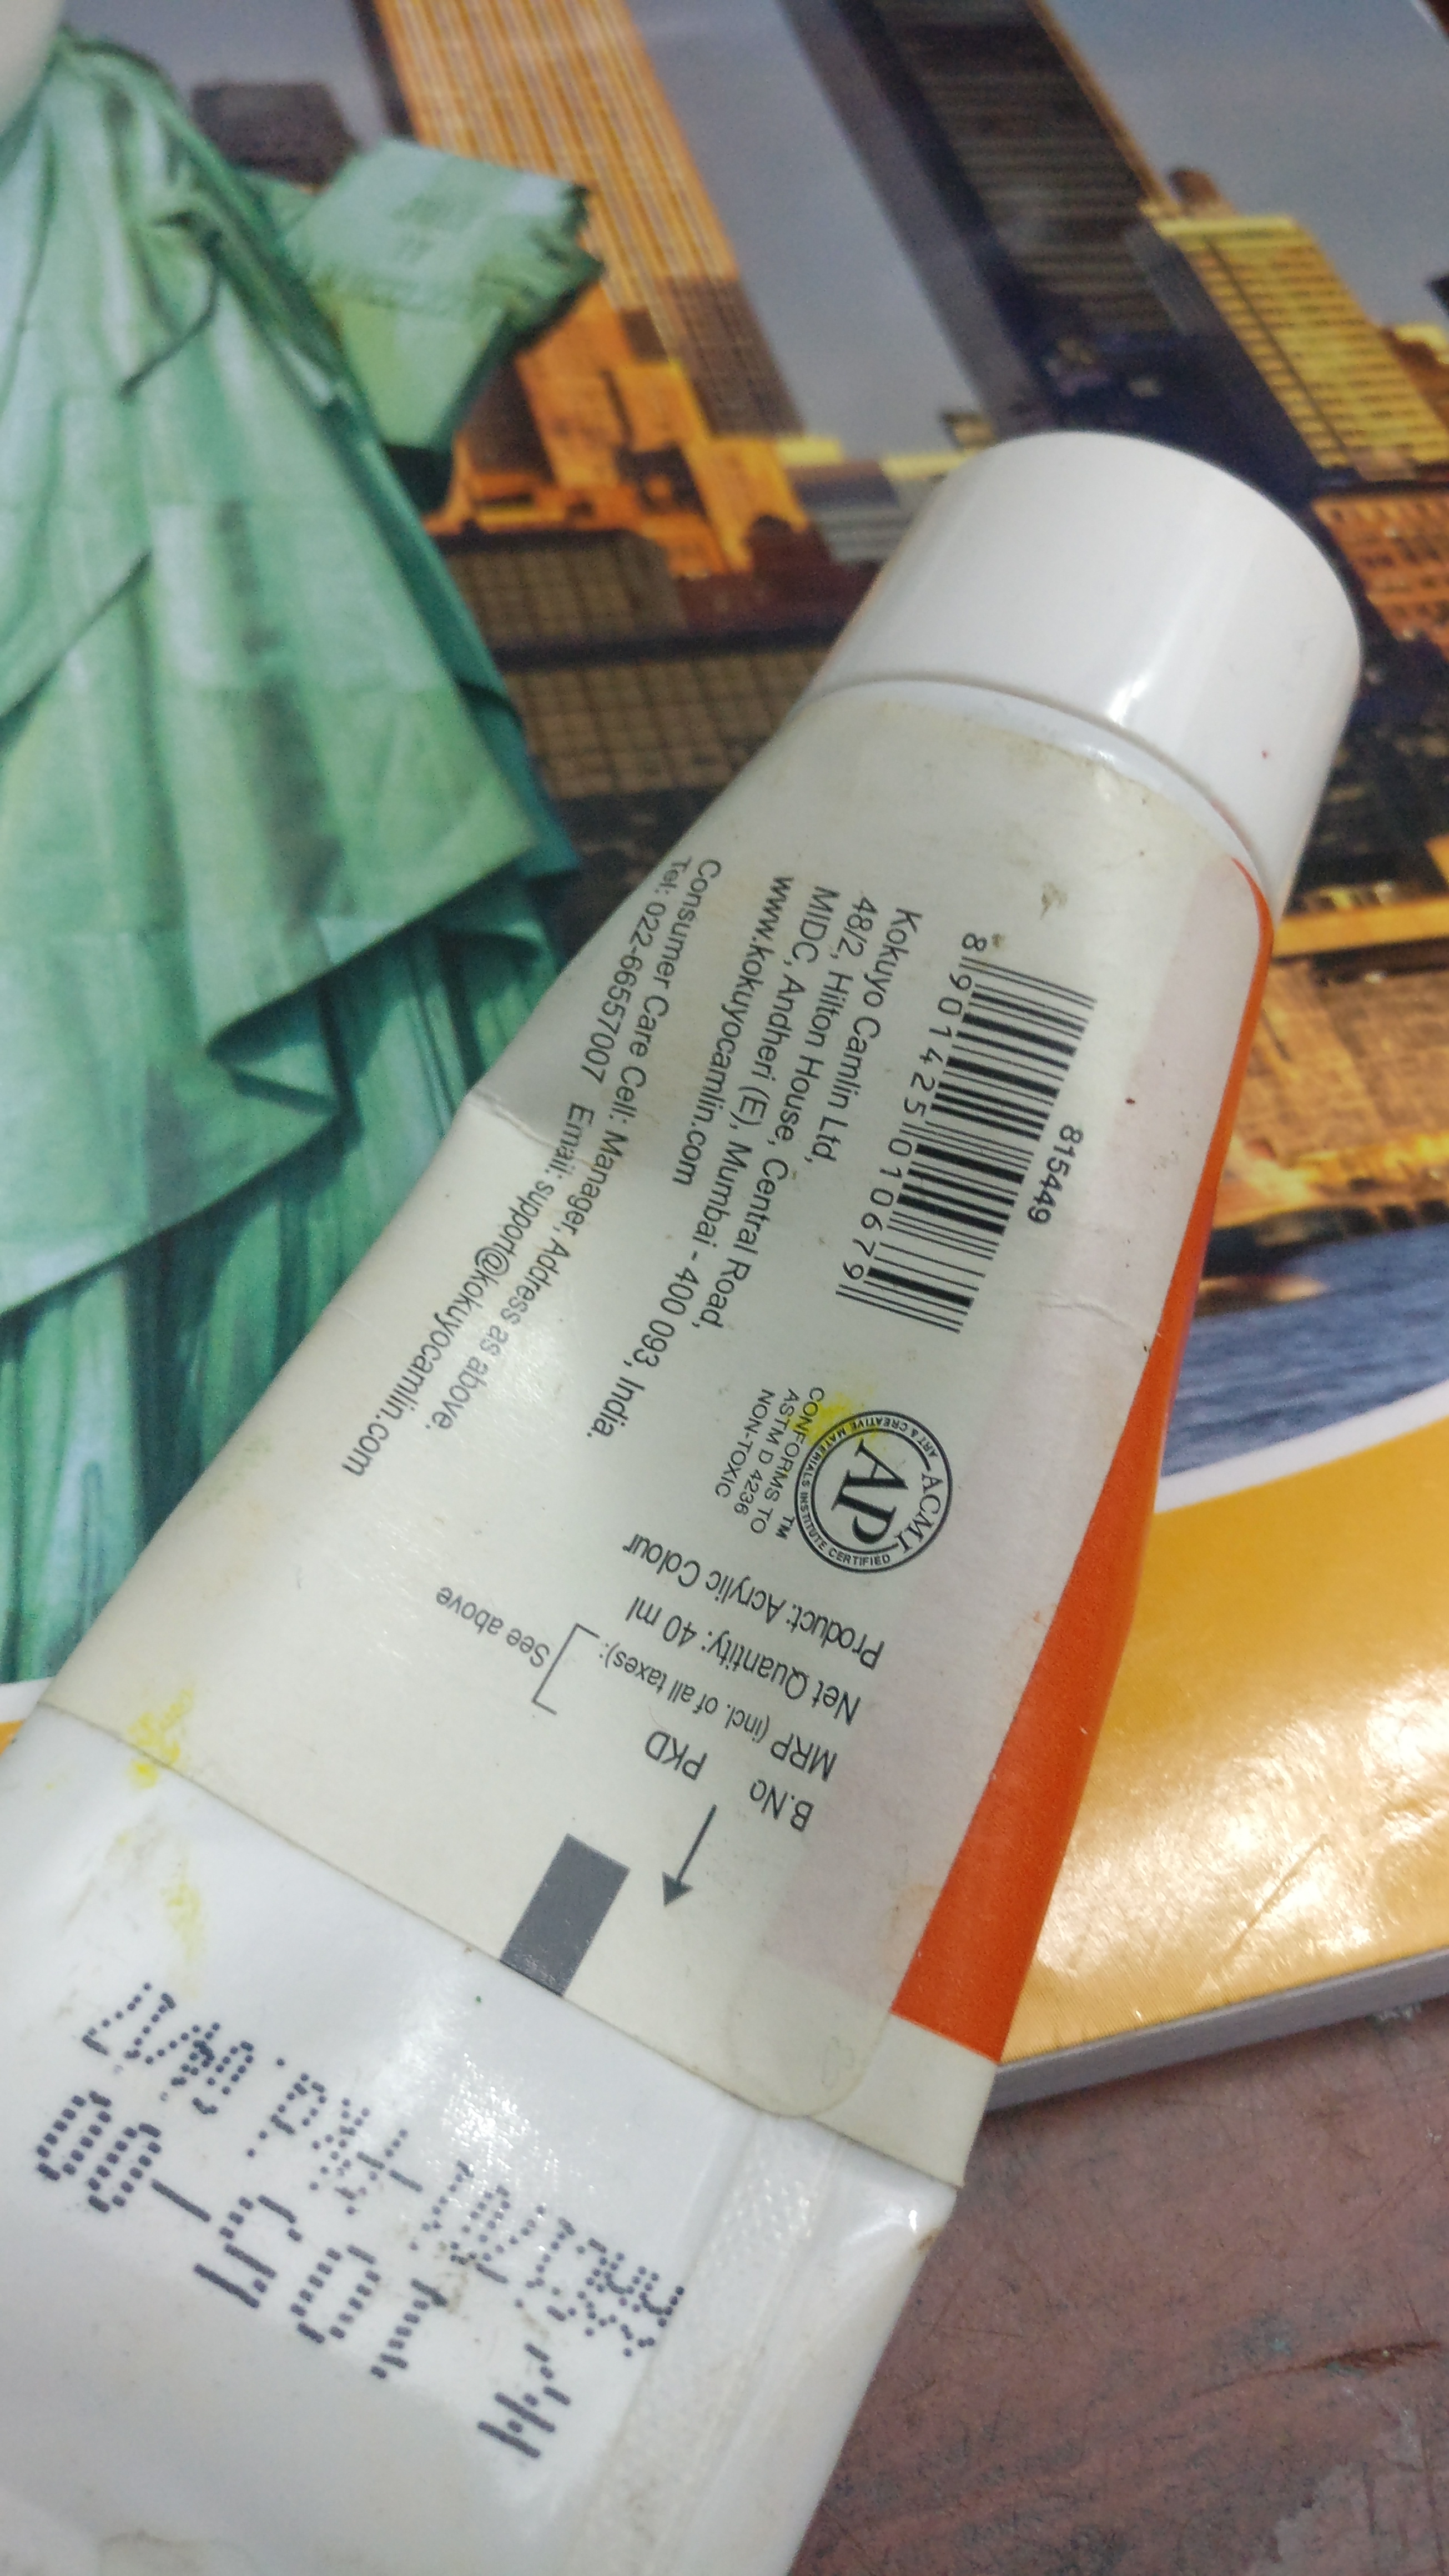 815449
8 901425 010679
Kokuyo Camlin Ltd,
48/2, Hilton House, Central Road,
MIDC, Andheri (E), Mumbai - 400 093, India.
www.kokuyocamlin.com
Consumer Care Cell: Manager, Address as above.
Tel: 022-66557007 Email: support@kokuyocamlin.com
ACMI
AP
ART & CREATIVE MATERIALS INSTITUTE CERTIFIED
TM
CONFORMS TO
ASTM D 4236
NON-TOXIC
Product: Acrylic Colour
Net Quantity: 40 ml
MRP (incl. of all taxes):
See above
B.No
PKD